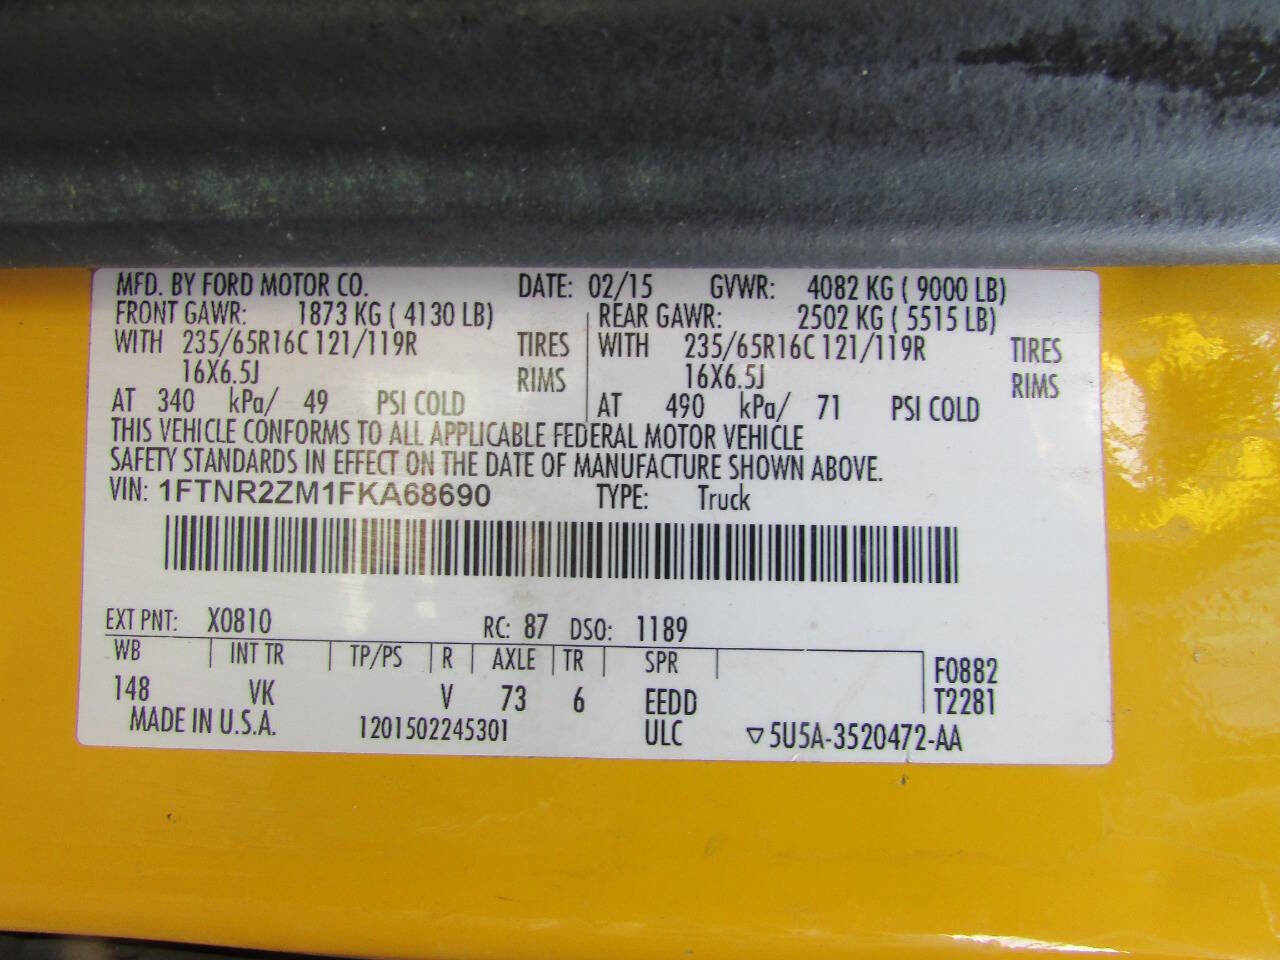 MFD. BY FORD MOTOR CO. DATE: 02/15 GVWR: 4082 KG ( 9000 LB)
FRONT GAWR: 1873 KG ( 4130 LB) REAR GAWR: 2502 KG ( 5515 LB)
WITH 235/65R16C 121/119R TIRES WITH 235/65R16C 121/119R TIRES
16X6.5J RIMS 16X6.5J RIMS
AT 340 kPa/ 49 PSI COLD AT 490 kPa/ 71 PSI COLD
THIS VEHICLE CONFORMS TO ALL APPLICABLE FEDERAL MOTOR VEHICLE
SAFETY STANDARDS IN EFFECT ON THE DATE OF MANUFACTURE SHOWN ABOVE.
VIN: 1FTNR2ZM1FKA68690 TYPE: Truck
EXT PNT: X0810 RC: 87 DSO: 1189
WB INT TR TP/PS R AXLE TR SPR F0882
148 VK V 73 6 EEDD T2281
MADE IN U.S.A. 1201502245301 ULC ▽5U5A-3520472-AA